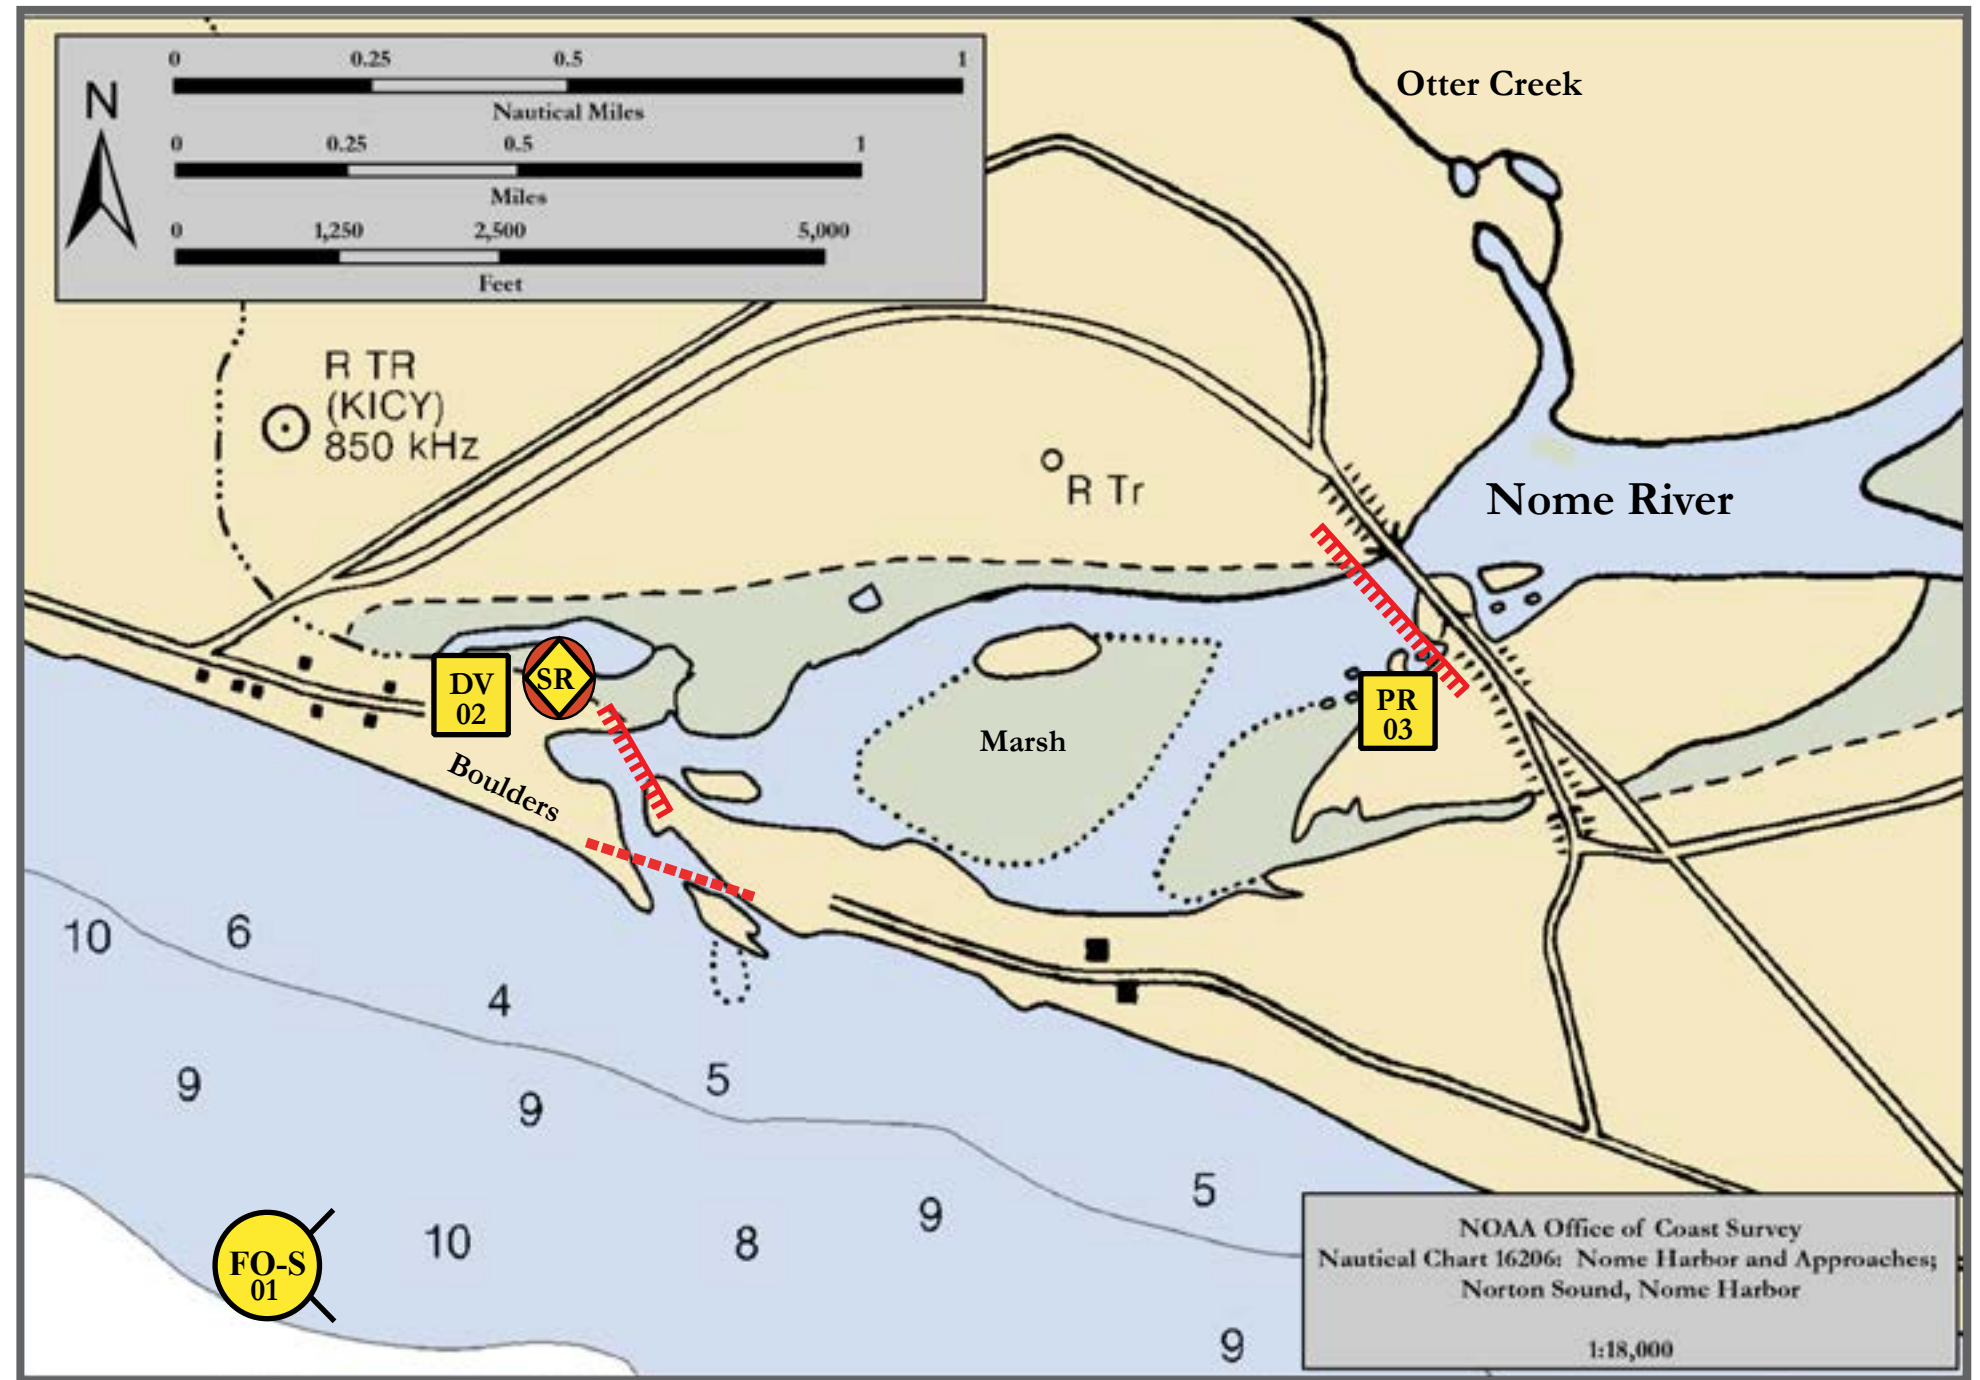 0 0.25 0.5 1
Nautical Miles
N
0 0.25 0.5 1
Miles
0 1,250 2,500 5,000
Feet
Otter Creek
R TR
(KICY)
850 kHz
R Tr
Nome River
DV
02
SR
PR
03
Marsh
Boulders
10
6
4
9
9
5
5
9
10
8
9
FO-S
01
NOAA Office of Coast Survey
Nautical Chart 16206: Nome Harbor and Approaches;
Norton Sound, Nome Harbor
1:18,000